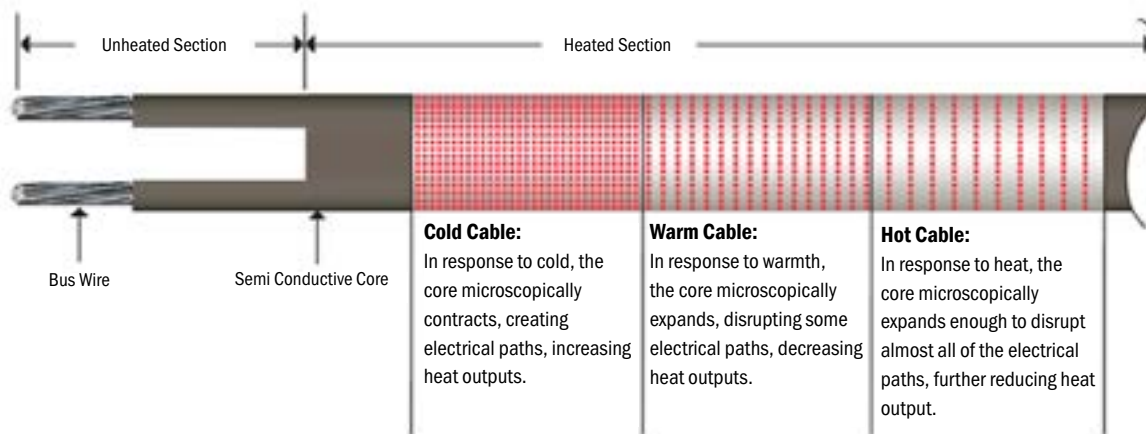 Unheated Section
Heated Section
Bus Wire
Semi Conductive Core
Cold Cable:
In response to cold, the
core microscopically
contracts, creating
electrical paths, increasing
heat outputs.
Warm Cable:
In response to warmth,
the core microscopically
expands, disrupting some
electrical paths, decreasing
heat outputs.
Hot Cable:
In response to heat, the
core microscopically
expands enough to disrupt
almost all of the electrical
paths, further reducing heat
output.